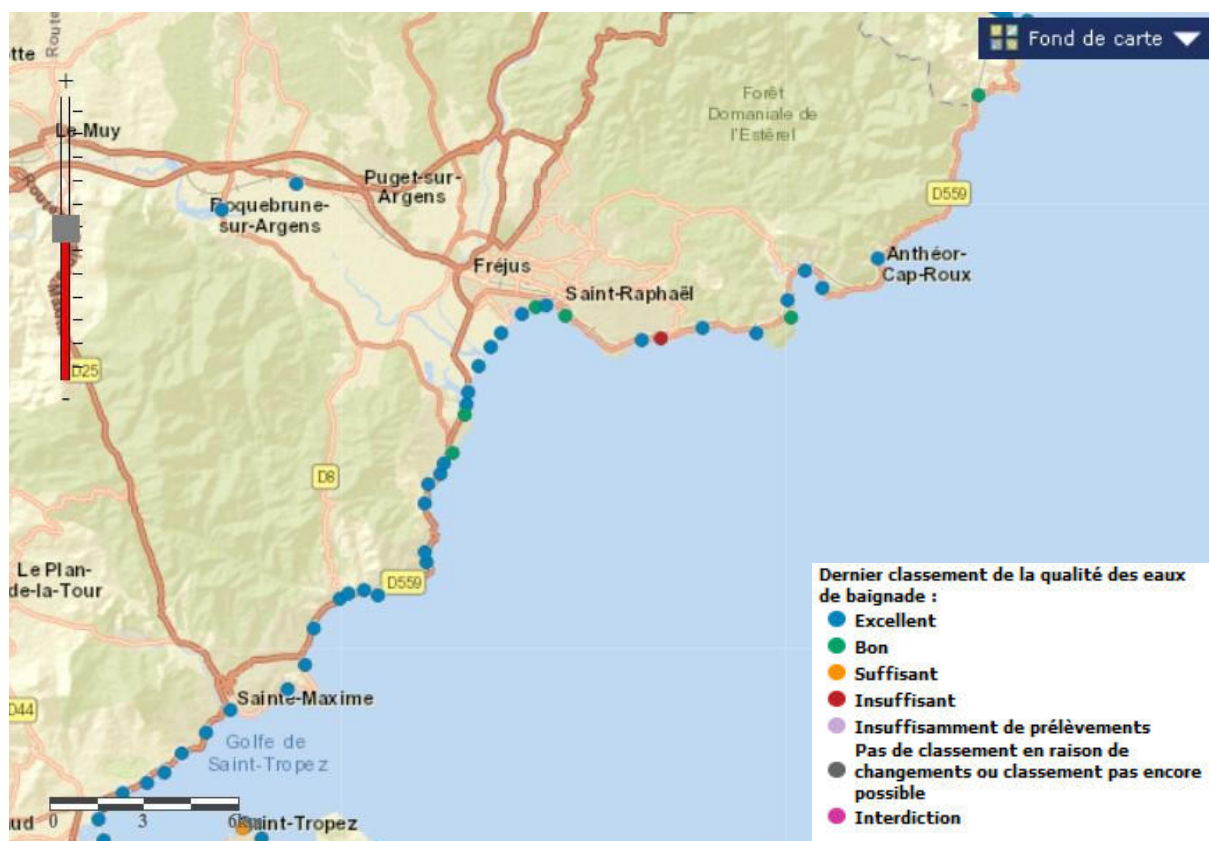 Fond de carte
Route
Forêt
Domaniale de
l'Estérel
Le Muy
Puget-sur-
Argens
D559
Roquebrune-
sur-Argens
Anthéor-
Cap-Roux
Fréjus
Saint-Raphaël
D25
D8
Le Plan-
de-la-Tour
D559
Sainte-Maxime
D44
Golfe de
Saint-Tropez
0 3 6km
Saint-Tropez
+
-
Dernier classement de la qualité des eaux
de baignade :
Excellent
Bon
Suffisant
Insuffisant
Insuffisamment de prélèvements
Pas de classement en raison de
changements ou classement pas encore
possible
Interdiction